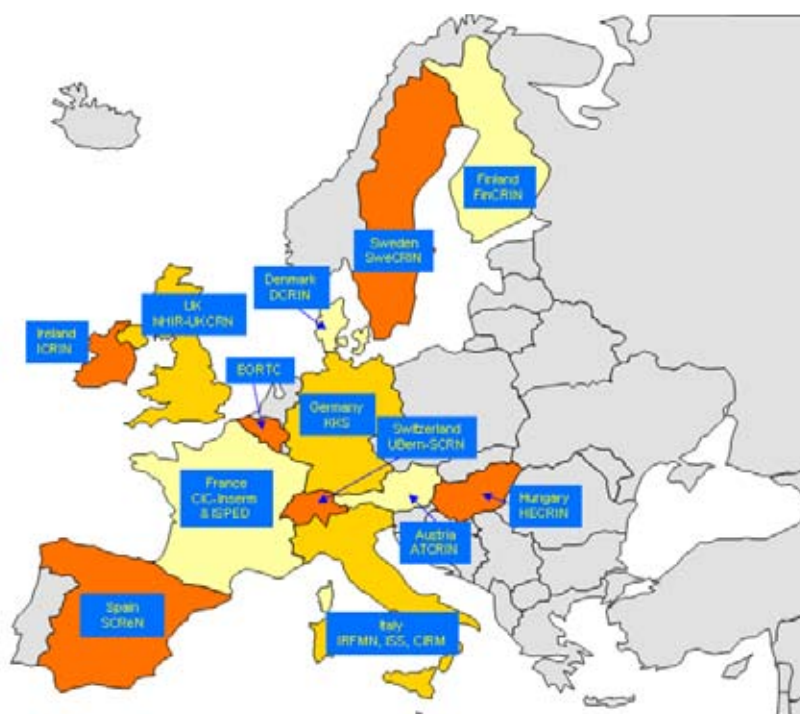 Finland
FinCRIN
Sweden
SweCRIN
Denmark
DCRIN
UK
NHIR-UKCRN
Ireland
ICRIN
EORTC
Germany
KKS
Switzerland
UBern-SCRN
France
CIC-Inserm
& ISPED
Hungary
HECRIN
Austria
ATCRIN
Spain
SCReN
Italy
IRFMN, ISS, CIRM